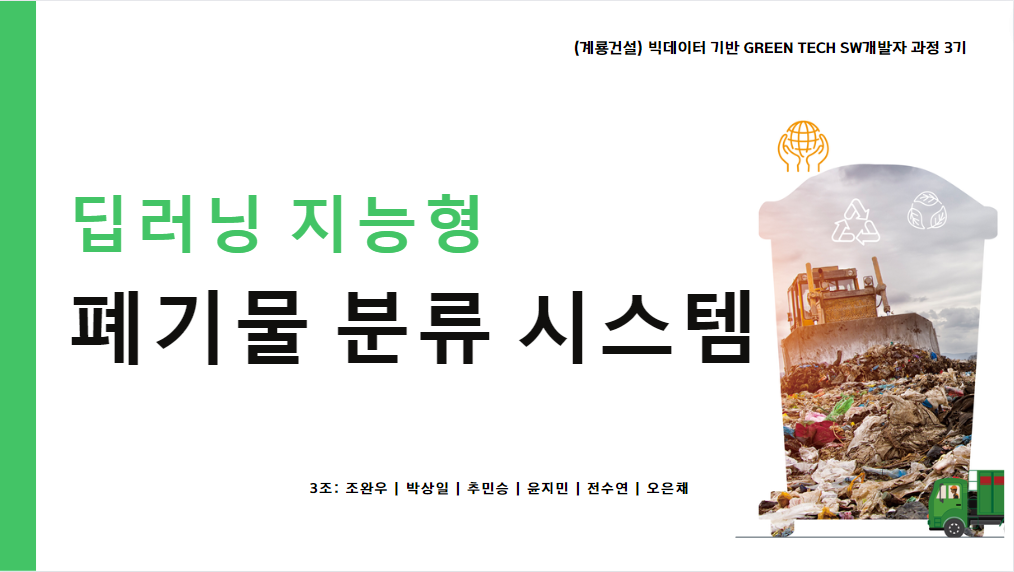 (계룡건설) 빅데이터 기반 GREEN TECH SW개발자 과정 3기
딥러닝 지능형
폐기물 분류 시스템
3조: 조완우 | 박상일 | 추민승 | 윤지민 | 전수연 | 오은채